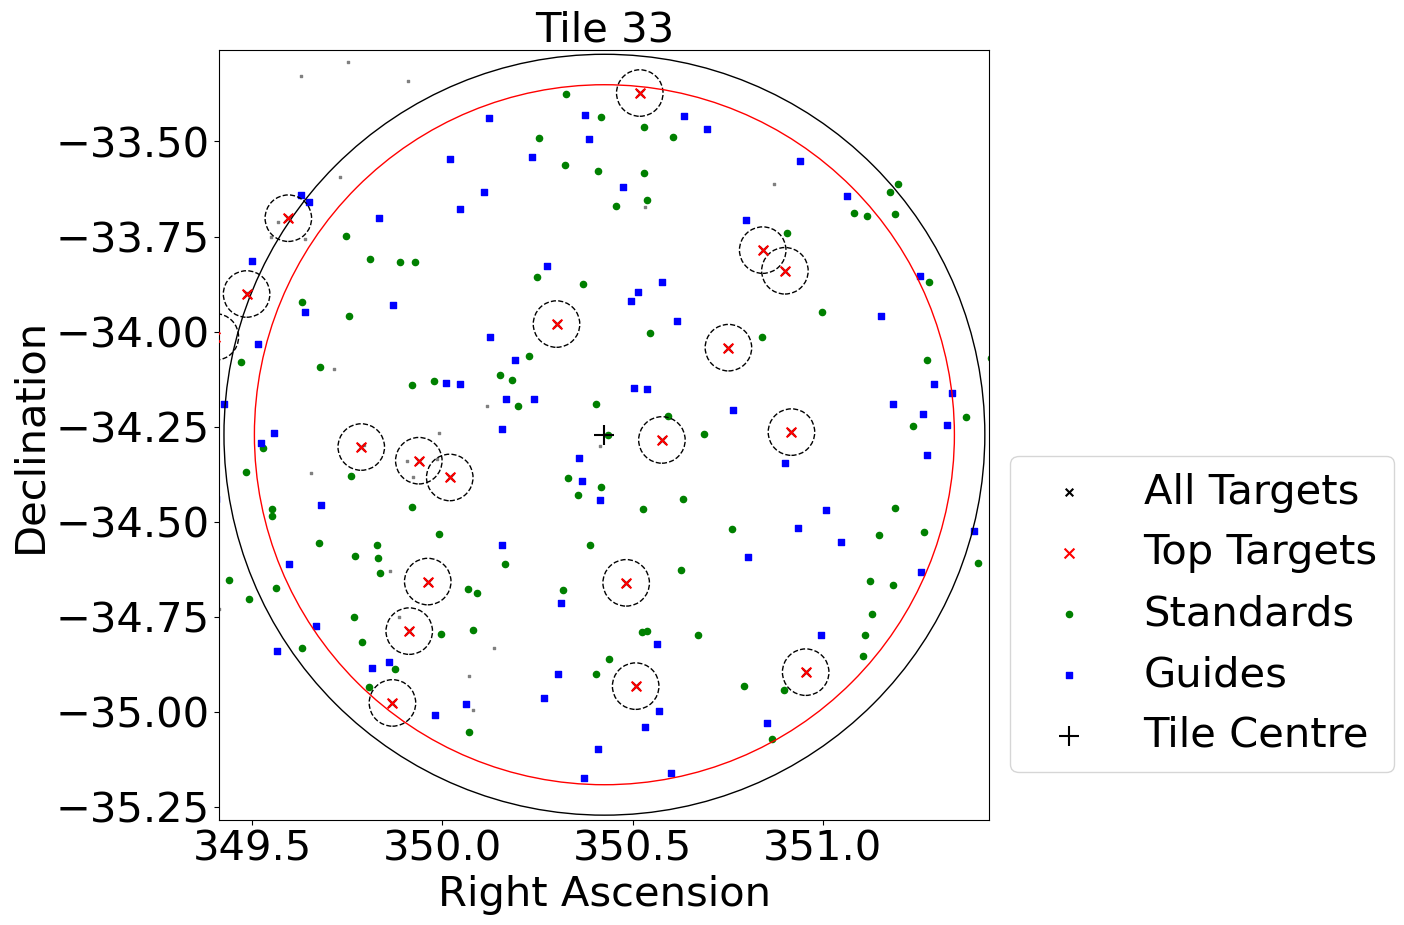 Tile 33
−33.50
−33.75
−34.00
−34.25
−34.50
−34.75
−35.00
−35.25
Declination
349.5 350.0 350.5 351.0
Right Ascension
All Targets
Top Targets
Standards
Guides
Tile Centre